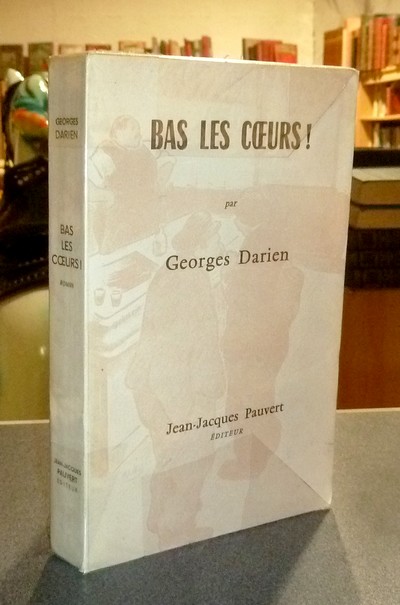 GEORGES
DARIEN
BAS
LES
CŒURS!
ROMAN
JEAN-JACQUES
PAUVERT
ÉDITEUR
BAS LES CŒURS!
par
Georges Darien
Jean-Jacques Pauvert
ÉDITEUR